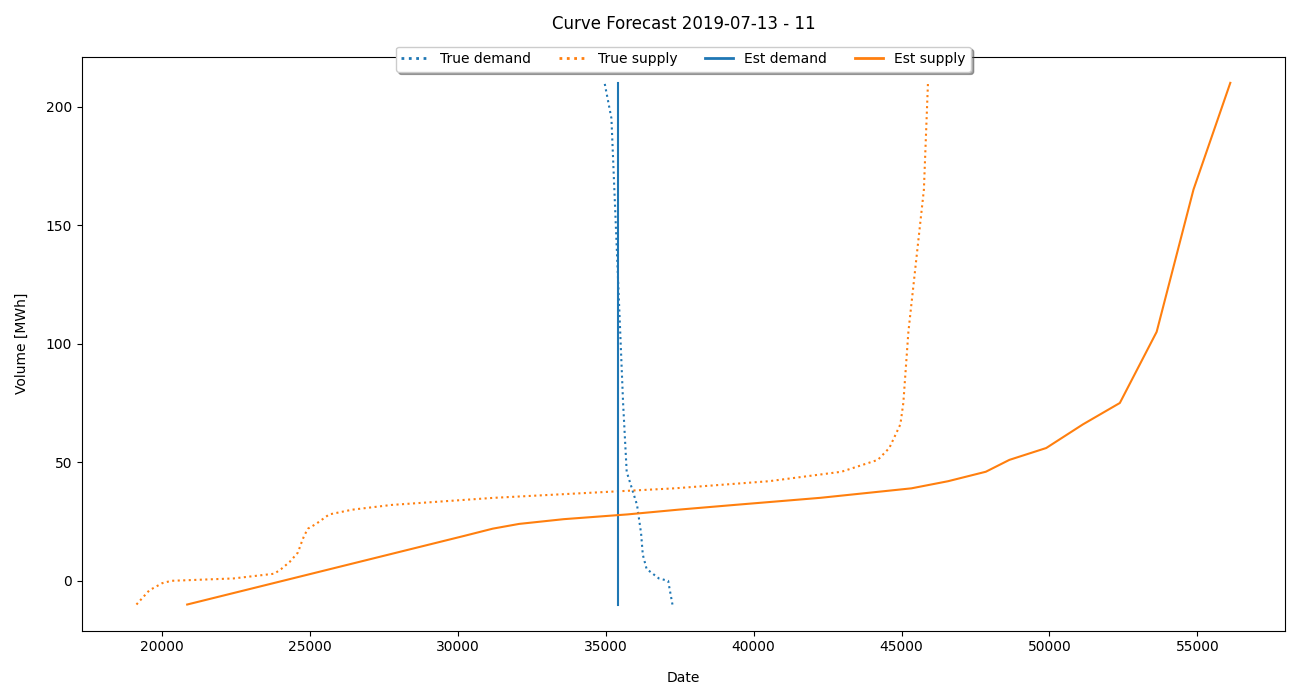 Curve Forecast 2019-07-13 - 11
True demand True supply Est demand Est supply
200
150
100
50
0
Volume [MWh]
20000 25000 30000 35000 40000 45000 50000 55000
Date